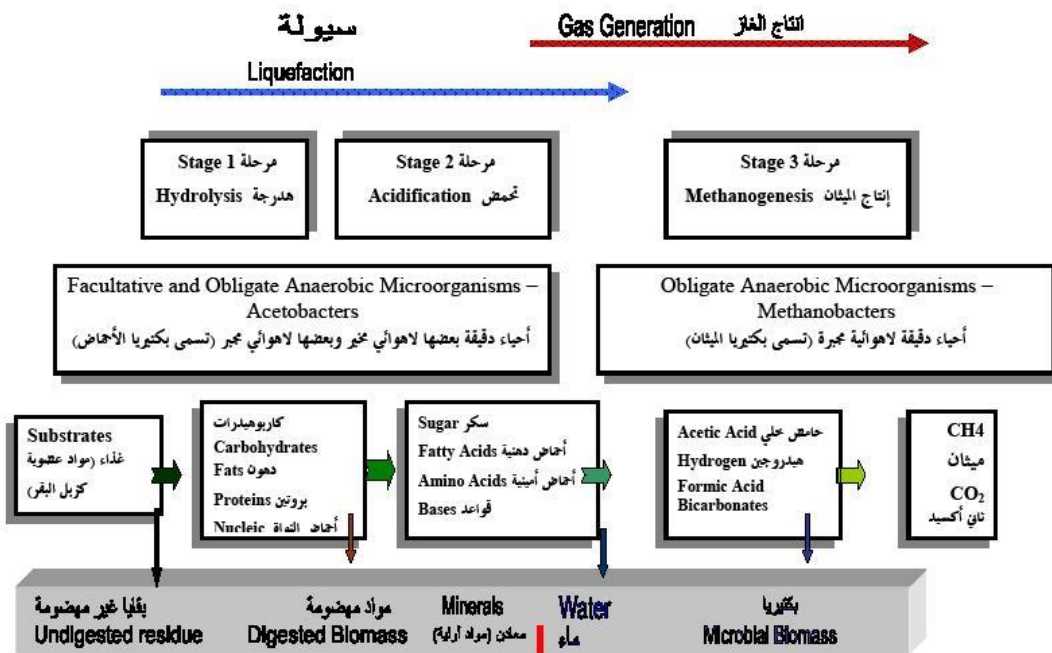 سيولة
Gas Generation انتاج الغاز
Liquefaction
Stage 1 مرحلة
Hydrolysis هدرجة
Stage 2 مرحلة
Acidification تحمض
Stage 3 مرحلة
Methanogenesis إنتاج الميثان
Facultative and Obligate Anaerobic Microorganisms –
Acetobacters
أحياء دقيقة بعضها لاهوائي مخير وبعضها لاهوائي مجبر (تسمى بكتيريا الأحماض)
Obligate Anaerobic Microorganisms –
Methanobacters
أحياء دقيقة لاهوائية مجبرة (تسمى بكتيريا الميثان)
Substrates
غذاء (مواد عضوية
كزبل البقر)
كاربوهيدرات
Carbohydrates
Fats دهون
Proteins بروتين
Nucleic أحماض النواة
Sugar سكر
Fatty Acids أحماض دهنية
Amino Acids أحماض أمينية
Bases قواعد
Acetic Acid حامض خلي
Hydrogen هيدروجين
Formic Acid
Bicarbonates
CH4
ميثان
CO₂
ثاني أكسيد
بقايا غير مهضومة
Undigested residue
مواد مهضومة
Digested Biomass
Minerals
معادن (مواد أولية)
Water
ماء
بكتيريا
Microbial Biomass